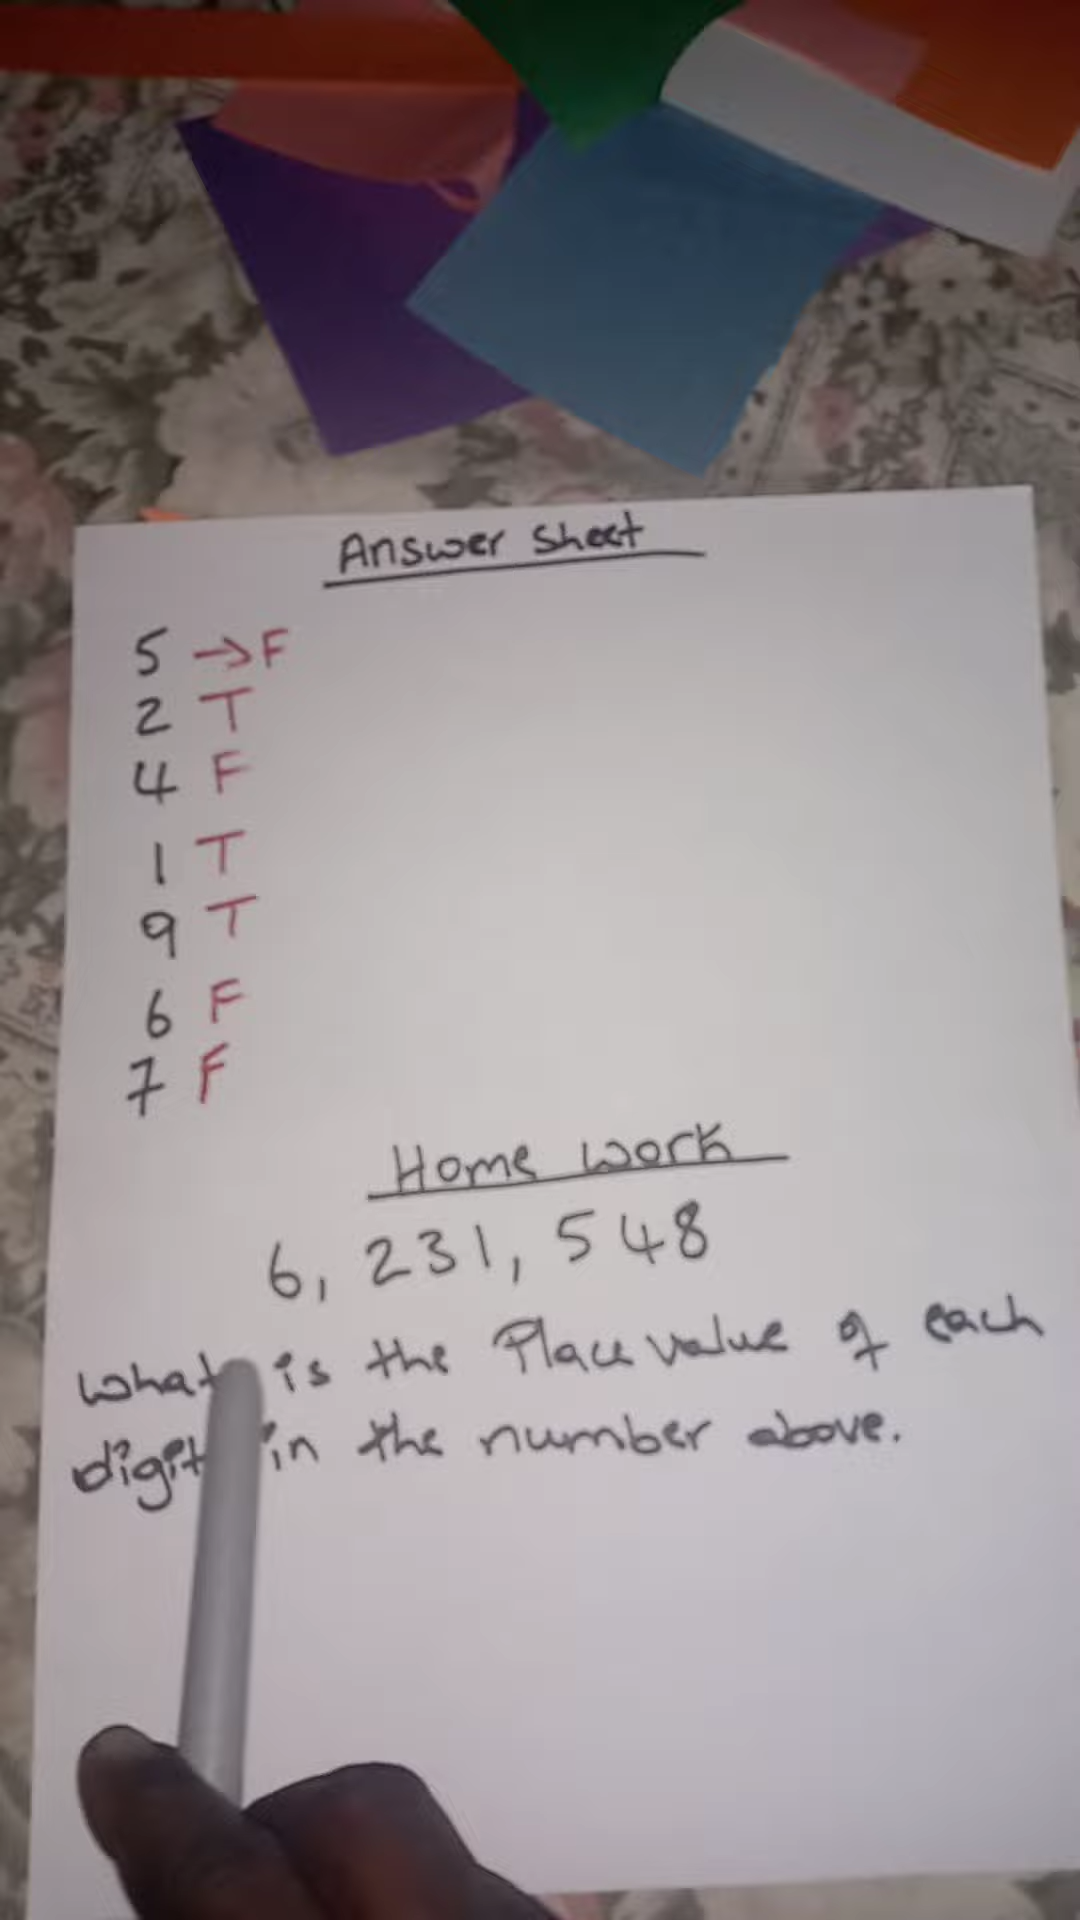 Answer Sheet
5 → F
2 T
4 F
1 T
9 T
6 F
7 F
Home work
6, 231, 548
What is the Place value of each
digit in the number above.